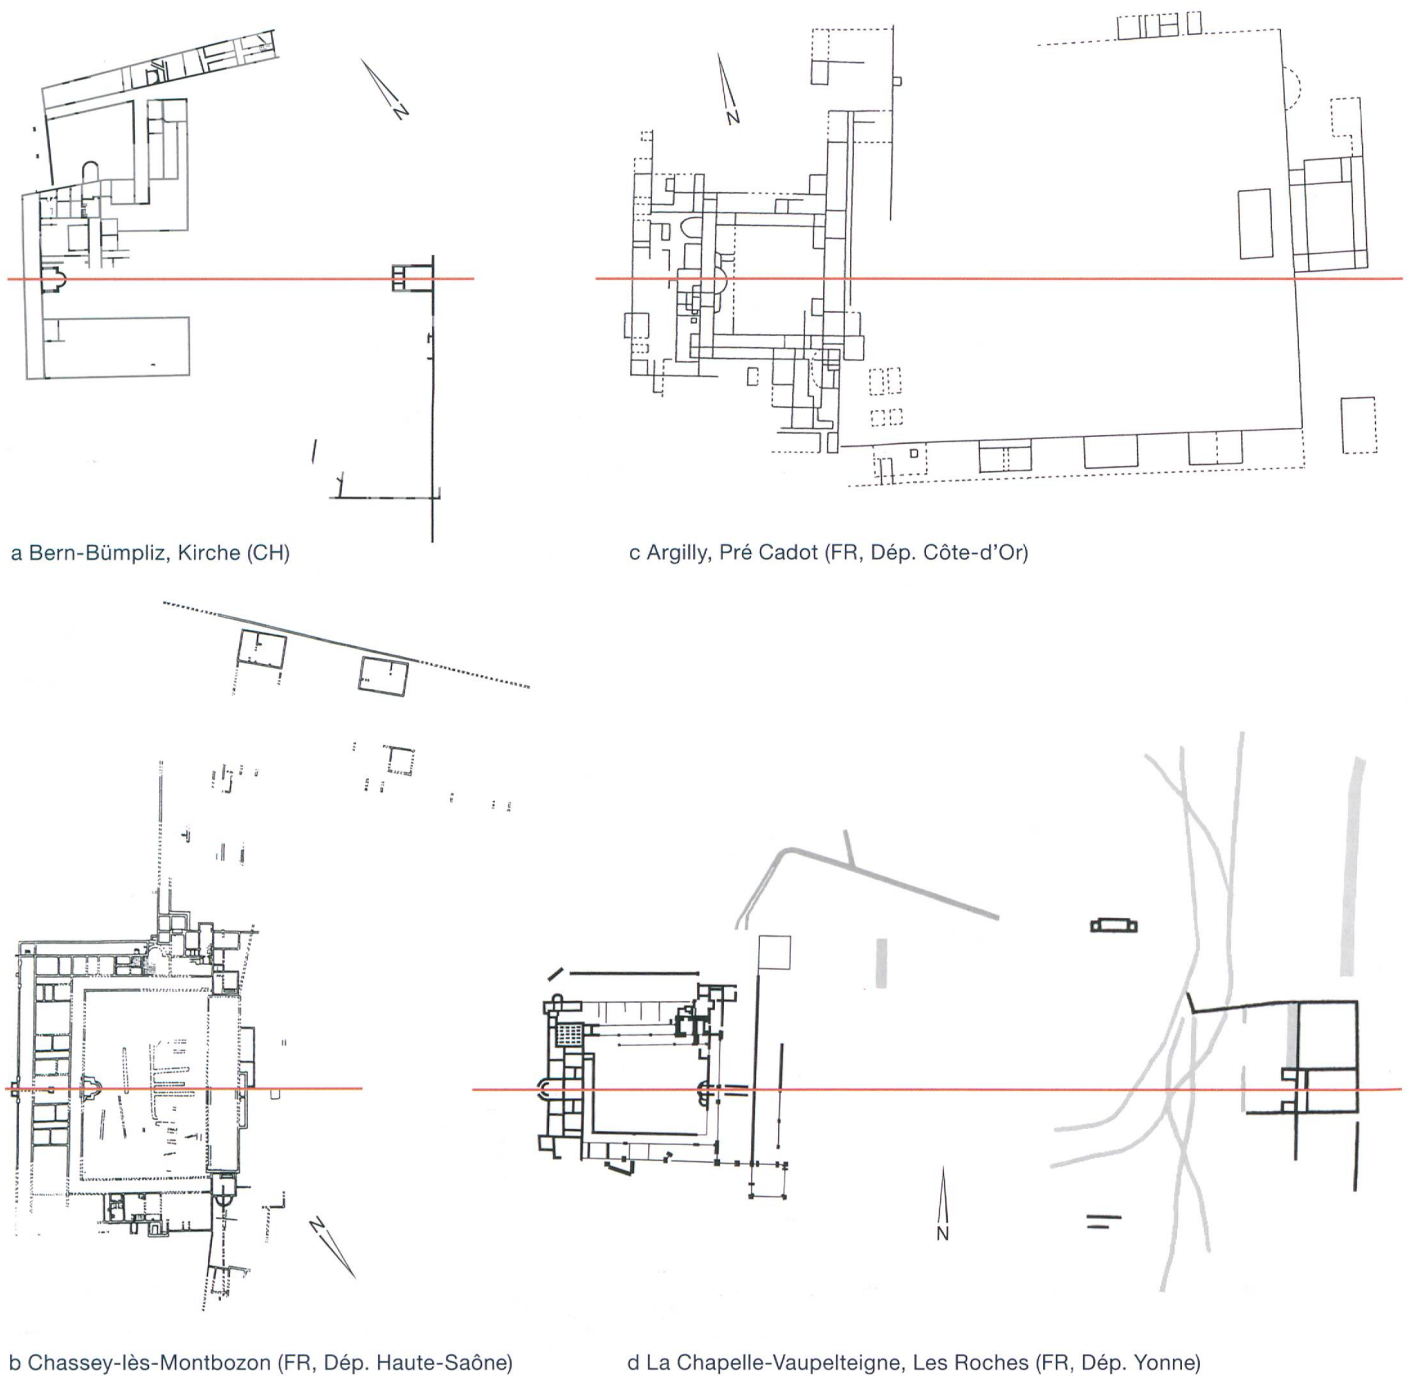 N
N
a Bern-Bümpliz, Kirche (CH)
c Argilly, Pré Cadot (FR, Dép. Côte-d’Or)
N
N
b Chassey-lès-Montbozon (FR, Dép. Haute-Saône)
d La Chapelle-Vaupelteigne, Les Roches (FR, Dép. Yonne)